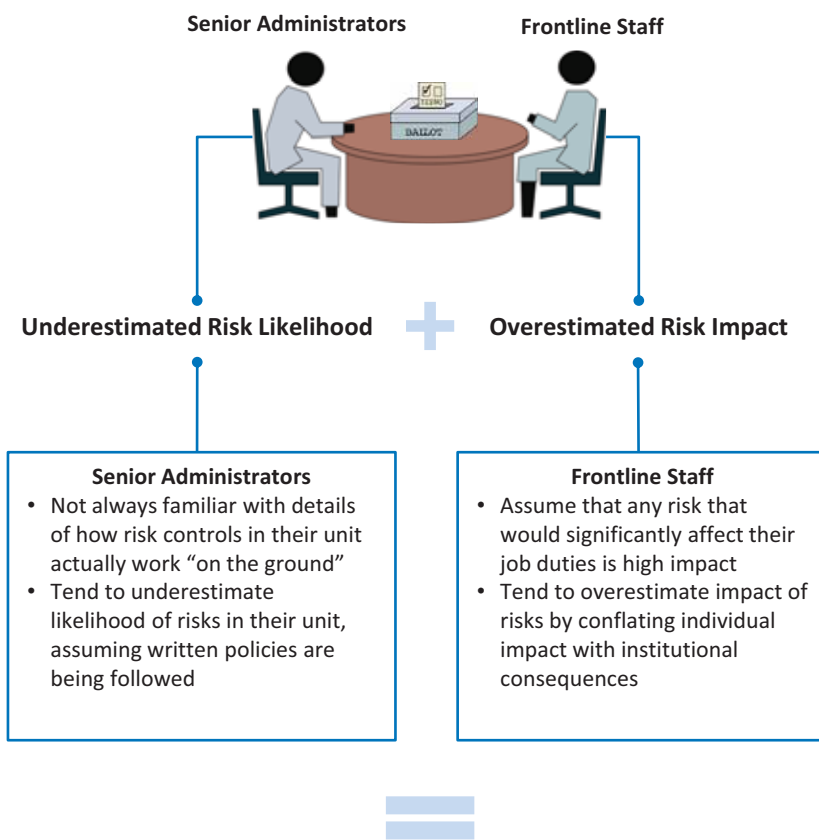 Senior Administrators
Frontline Staff
BALLOT
Underestimated Risk Likelihood
+
Overestimated Risk Impact
Senior Administrators
• Not always familiar with details
of how risk controls in their unit
actually work “on the ground”
• Tend to underestimate
likelihood of risks in their unit,
assuming written policies are
being followed
Frontline Staff
• Assume that any risk that
would significantly affect their
job duties is high impact
• Tend to overestimate impact of
risks by conflating individual
impact with institutional
consequences
=